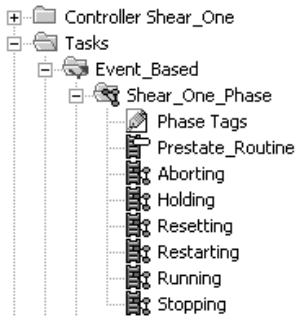 Controller Shear_One
Tasks
Event_Based
Shear_One_Phase
Phase Tags
Prestate_Routine
Aborting
Holding
Resetting
Restarting
Running
Stopping